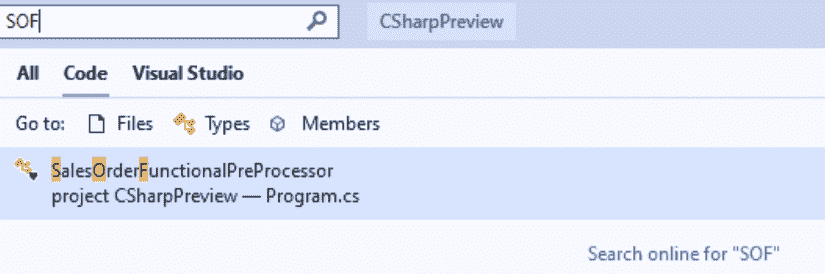 SOF CSharpPreview
All Code Visual Studio
Go to: Files Types Members
SalesOrderFunctionalPreProcessor
project CSharpPreview — Program.cs
Search online for "SOF"